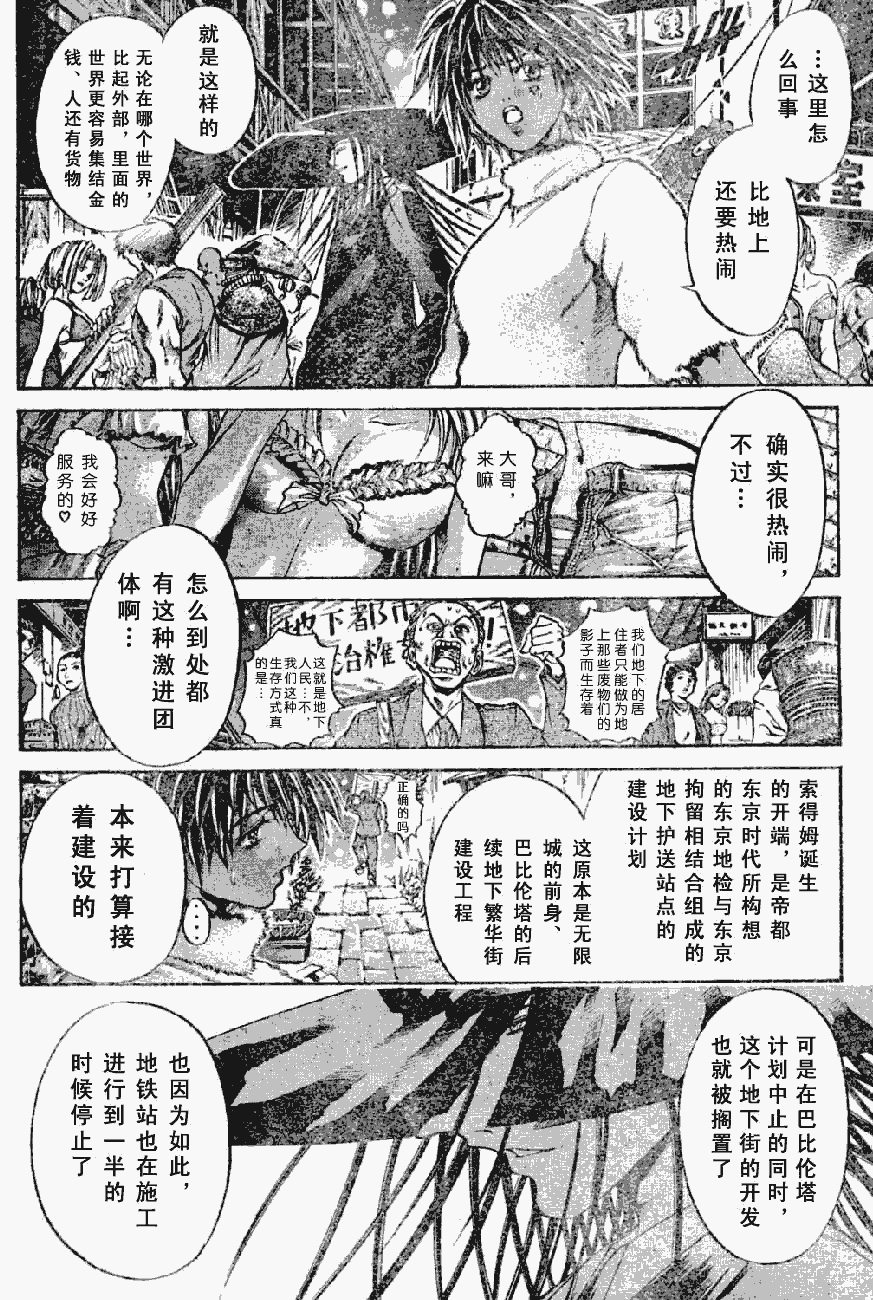 …这里怎
么回事
比地上
还要热闹
就是这样的
无论在哪个世界，
比起外部，里面的
世界更容易集结金
钱、人还有货物
室
确实很热闹，
不过…
大哥，
来嘛
我会好好
服务的♡
怎么到处都
有这种激进团
体啊…
我们地下的居
住者只能做为地
上那些废物们的
影子而生存着
地下都市
治権
!!
这就是地下
人民…不，
我们这种
生存方式真
的是…
索得姆诞生
的开端，是帝都
东京时代所构想
的东京地检与东京
拘留相结合组成的
地下护送站点的
建设计划
这原本是无限
城的前身、
巴比伦塔的后
续地下繁华街
建设工程
正确的吗
本来打算接
着建设的
…
可是在巴比伦塔
计划中止的同时，
这个地下街的开发
也就被搁置了
也因为如此，
地铁站也在施工
进行到一半的
时候停止了